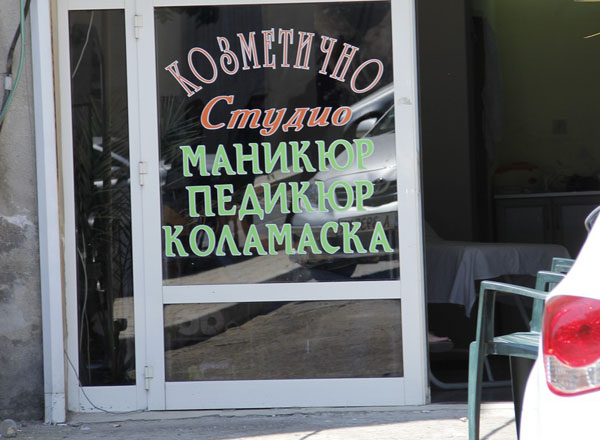 КОЗМЕТИЧНО
Студио
МАНИКЮР
ПЕДИКЮР
КОЛАМАСКА